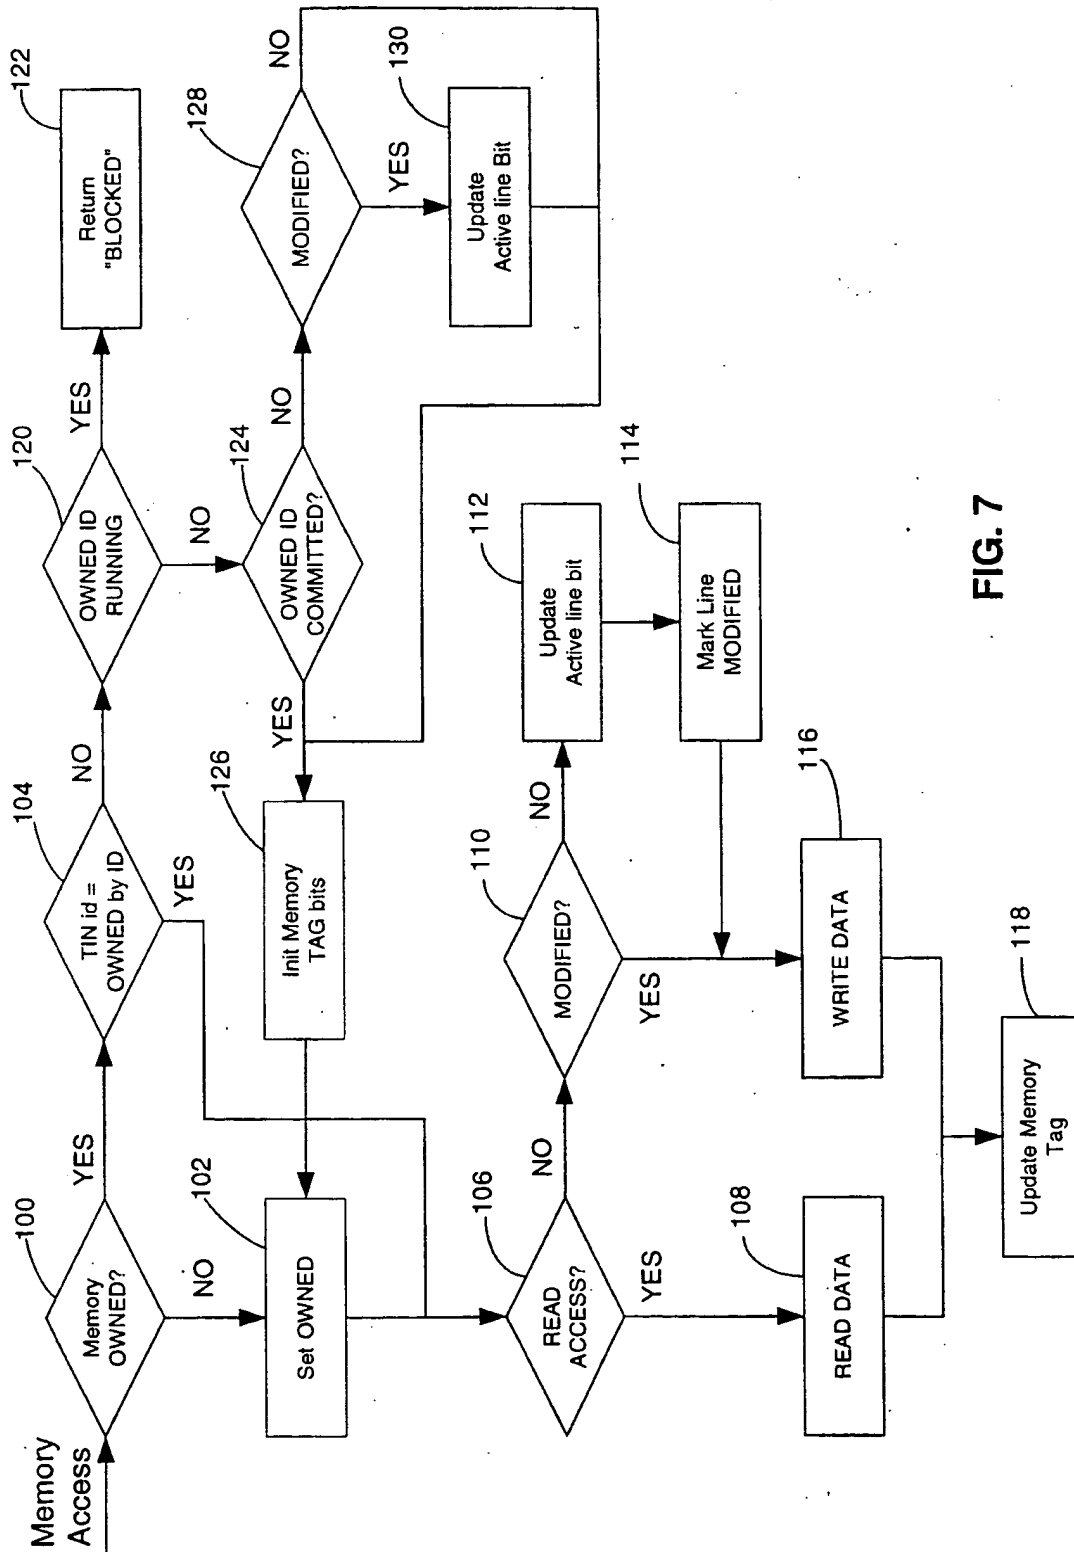 Memory
Access
100
Memory
OWNED?
YES
NO
104
TIN id =
OWNED by ID
NO
YES
120
OWNED ID
RUNNING
YES
NO
122
Return
"BLOCKED"
102
Set OWNED
126
Init Memory
TAG bits
YES
124
OWNED ID
COMMITTED?
NO
128
MODIFIED?
NO
YES
130
Update
Active line Bit
106
READ
ACCESS?
NO
YES
110
MODIFIED?
NO
YES
112
Update
Active line bit
114
Mark Line
MODIFIED
108
READ DATA
116
WRITE DATA
118
Update Memory
Tag
FIG. 7